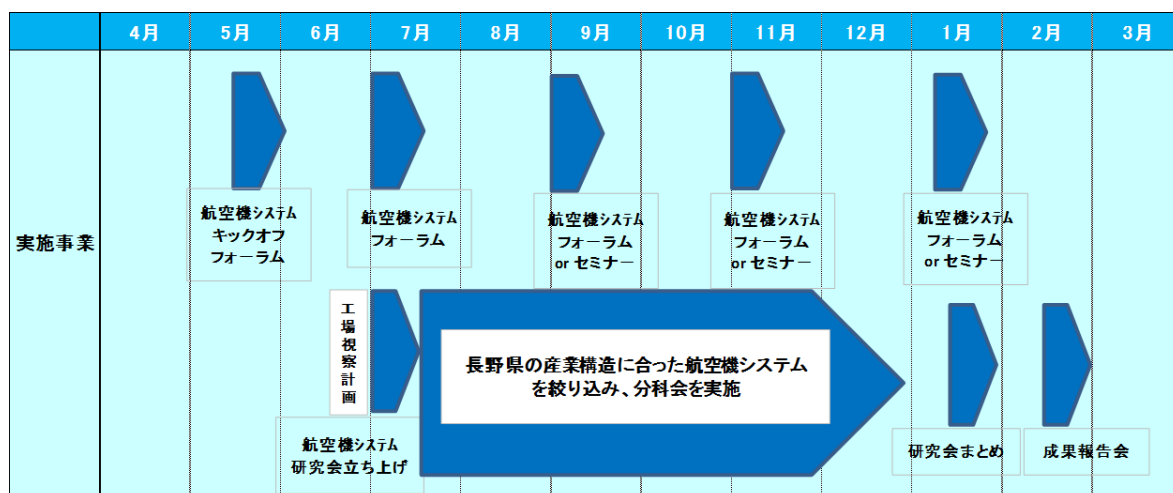 4月 5月 6月 7月 8月 9月 10月 11月 12月 1月 2月 3月
実施事業
航空機システム
キックオフ
フォーラム
航空機システム
フォーラム
航空機システム
フォーラム
or セミナー
航空機システム
フォーラム
or セミナー
航空機システム
フォーラム
or セミナー
工場視察計画
航空機システム
研究会立ち上げ
長野県の産業構造に合った航空機システム
を絞り込み、分科会を実施
研究会まとめ
成果報告会